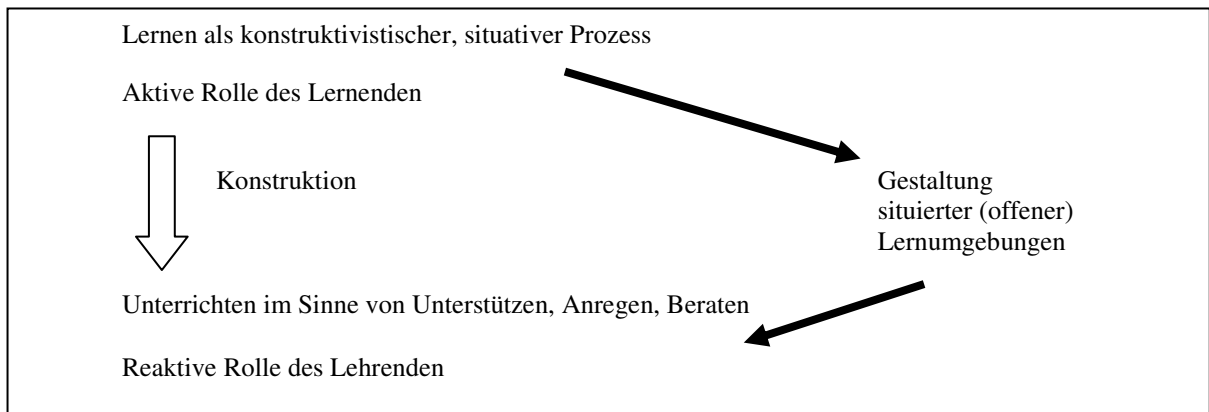 Lernen als konstruktivistischer, situativer Prozess
Aktive Rolle des Lernenden
Konstruktion
Gestaltung
situierter (offener)
Lernumgebungen
Unterrichten im Sinne von Unterstützen, Anregen, Beraten
Reaktive Rolle des Lehrenden